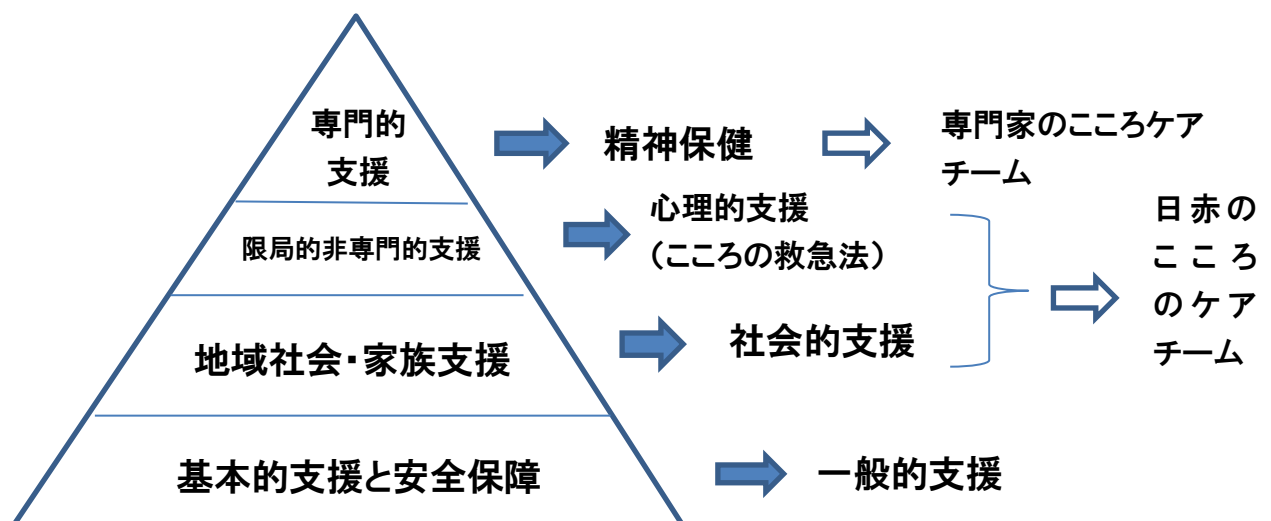 専門的
支援
精神保健
専門家のこころケア
チーム
限局的非専門的支援
心理的支援
（こころの救急法）
日赤の
こころ
のケア
チーム
地域社会・家族支援
社会的支援
基本的支援と安全保障
一般的支援